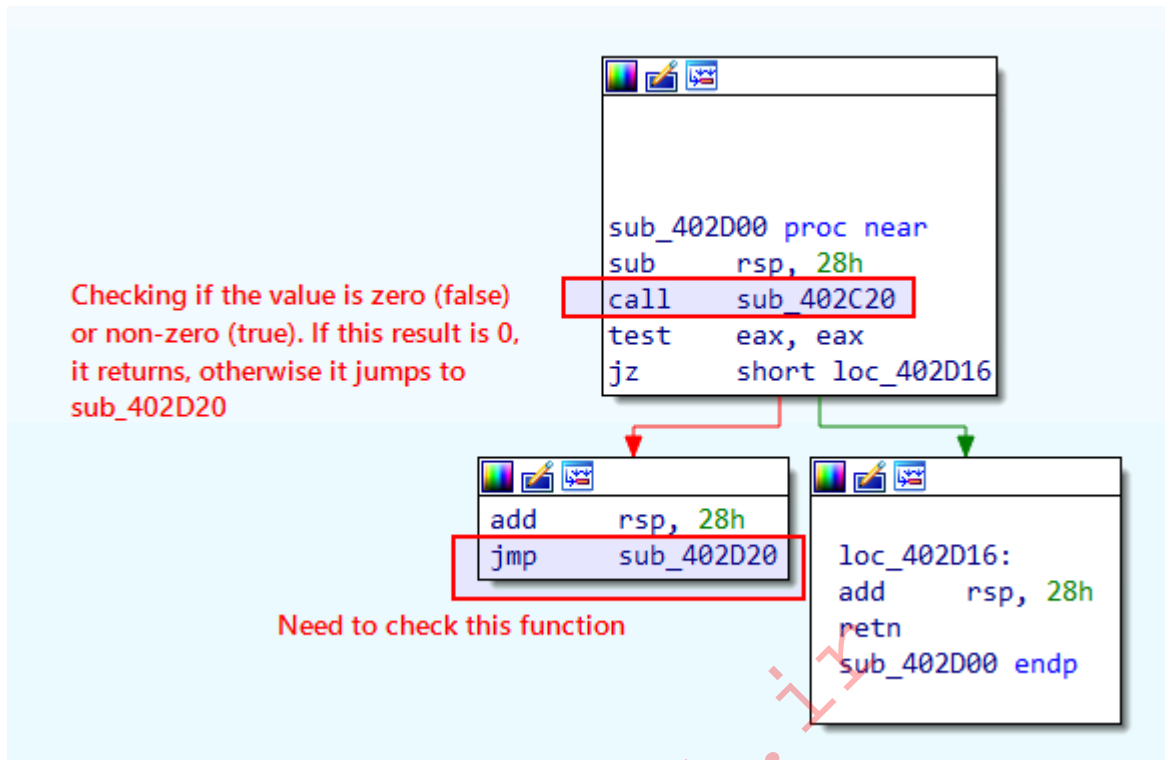 sub_402D00 proc near
sub rsp, 28h
call sub_402C20
test eax, eax
jz short loc_402D16
Checking if the value is zero (false)
or non-zero (true). If this result is 0,
it returns, otherwise it jumps to
sub_402D20
add rsp, 28h
jmp sub_402D20
Need to check this function
loc_402D16:
add rsp, 28h
retn
sub_402D00 endp